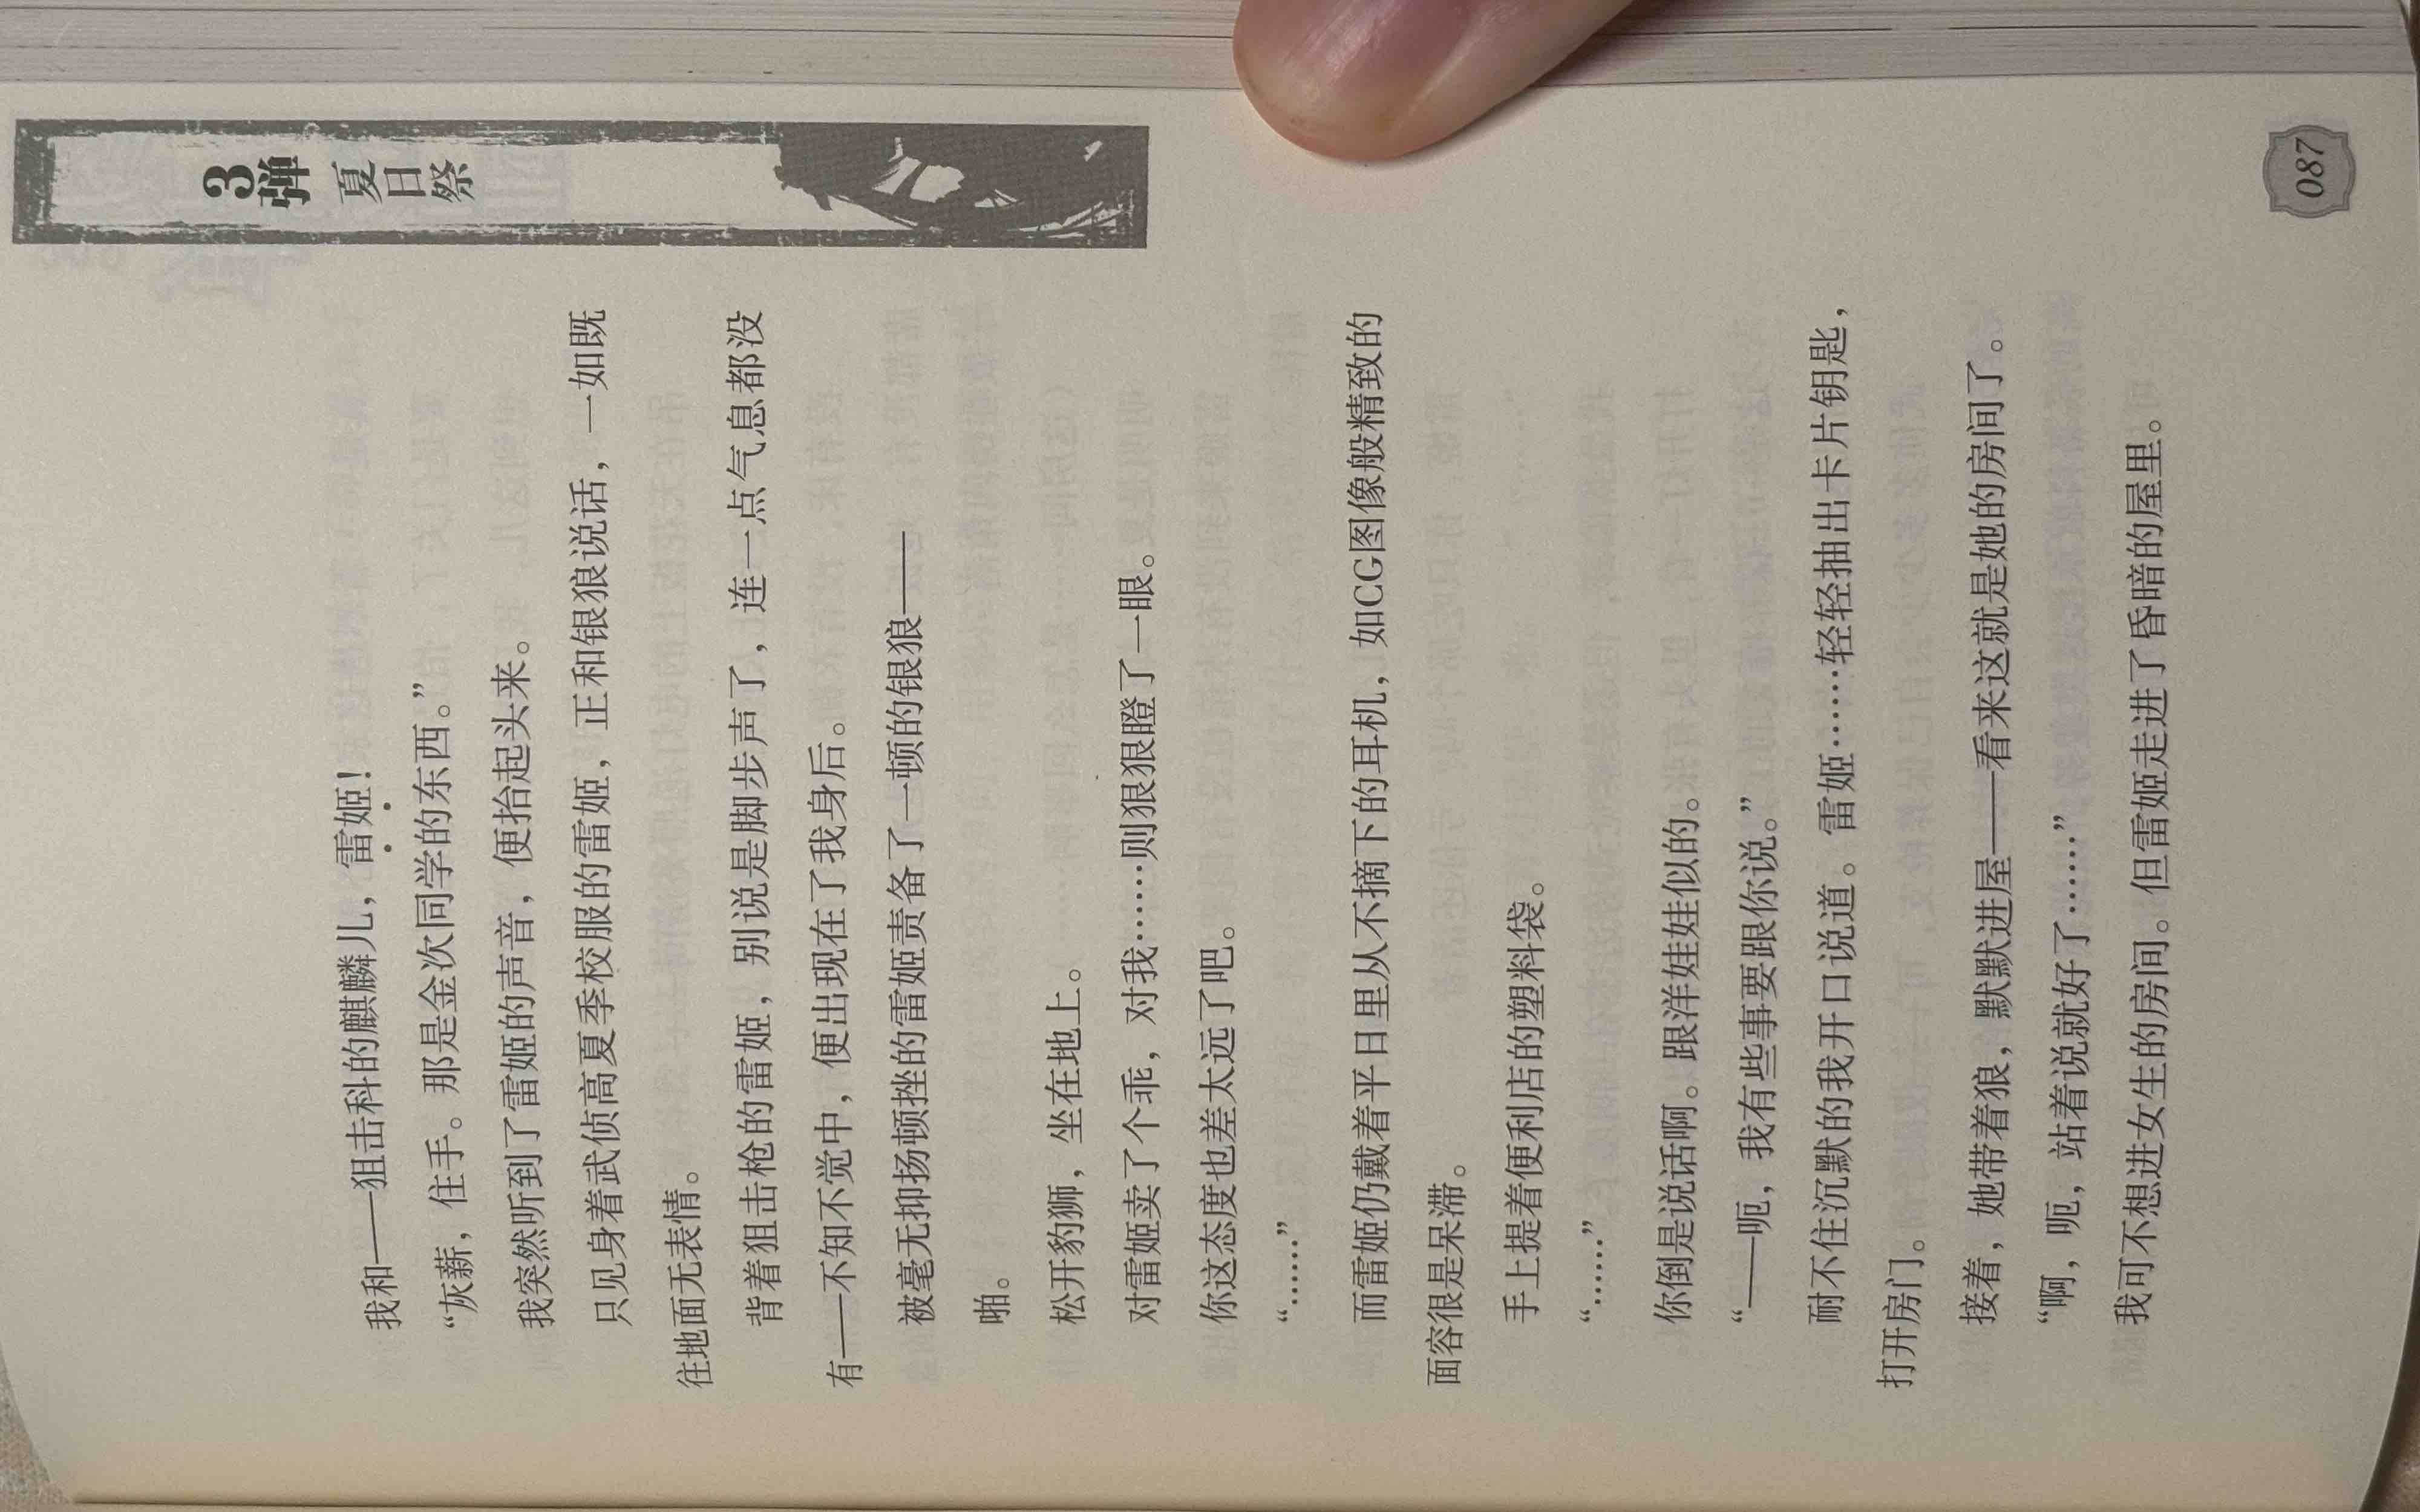 3弹 夏日祭
我和——狙击科的麒麟儿，雷姬！
“灰薪，住手。那是金次同学的东西。”
我突然听到了雷姬的声音，便抬起头来。
只见身着武侦高夏季校服的雷姬，正和银狼说话，一如既
往地面无表情。
背着狙击枪的雷姬，别说是脚步声了，连一点气息都没
有——不知不觉中，便出现在了我身后。
被毫无抑扬顿挫的雷姬责备了一顿的银狼——
啪。
松开豹狮，坐在地上。
对雷姬卖了个乖，对我……则狠狠瞪了一眼。
你这态度也差太远了吧。
“……”
而雷姬仍戴着平日里从不摘下的耳机，如CG图像般精致的
面容很是呆滞。
手上提着便利店的塑料袋。
“……”
你倒是说话啊。跟洋娃娃似的。
“——呃，我有些事要跟你说。”
耐不住沉默的我开口说道。雷姬……轻轻抽出卡片钥匙，
打开房门。
接着，她带着狼，默默进屋——看来这就是她的房间了。
“啊，呃，站着说就好了……”
我可不想进女生的房间。但雷姬走进了昏暗的屋里。
087